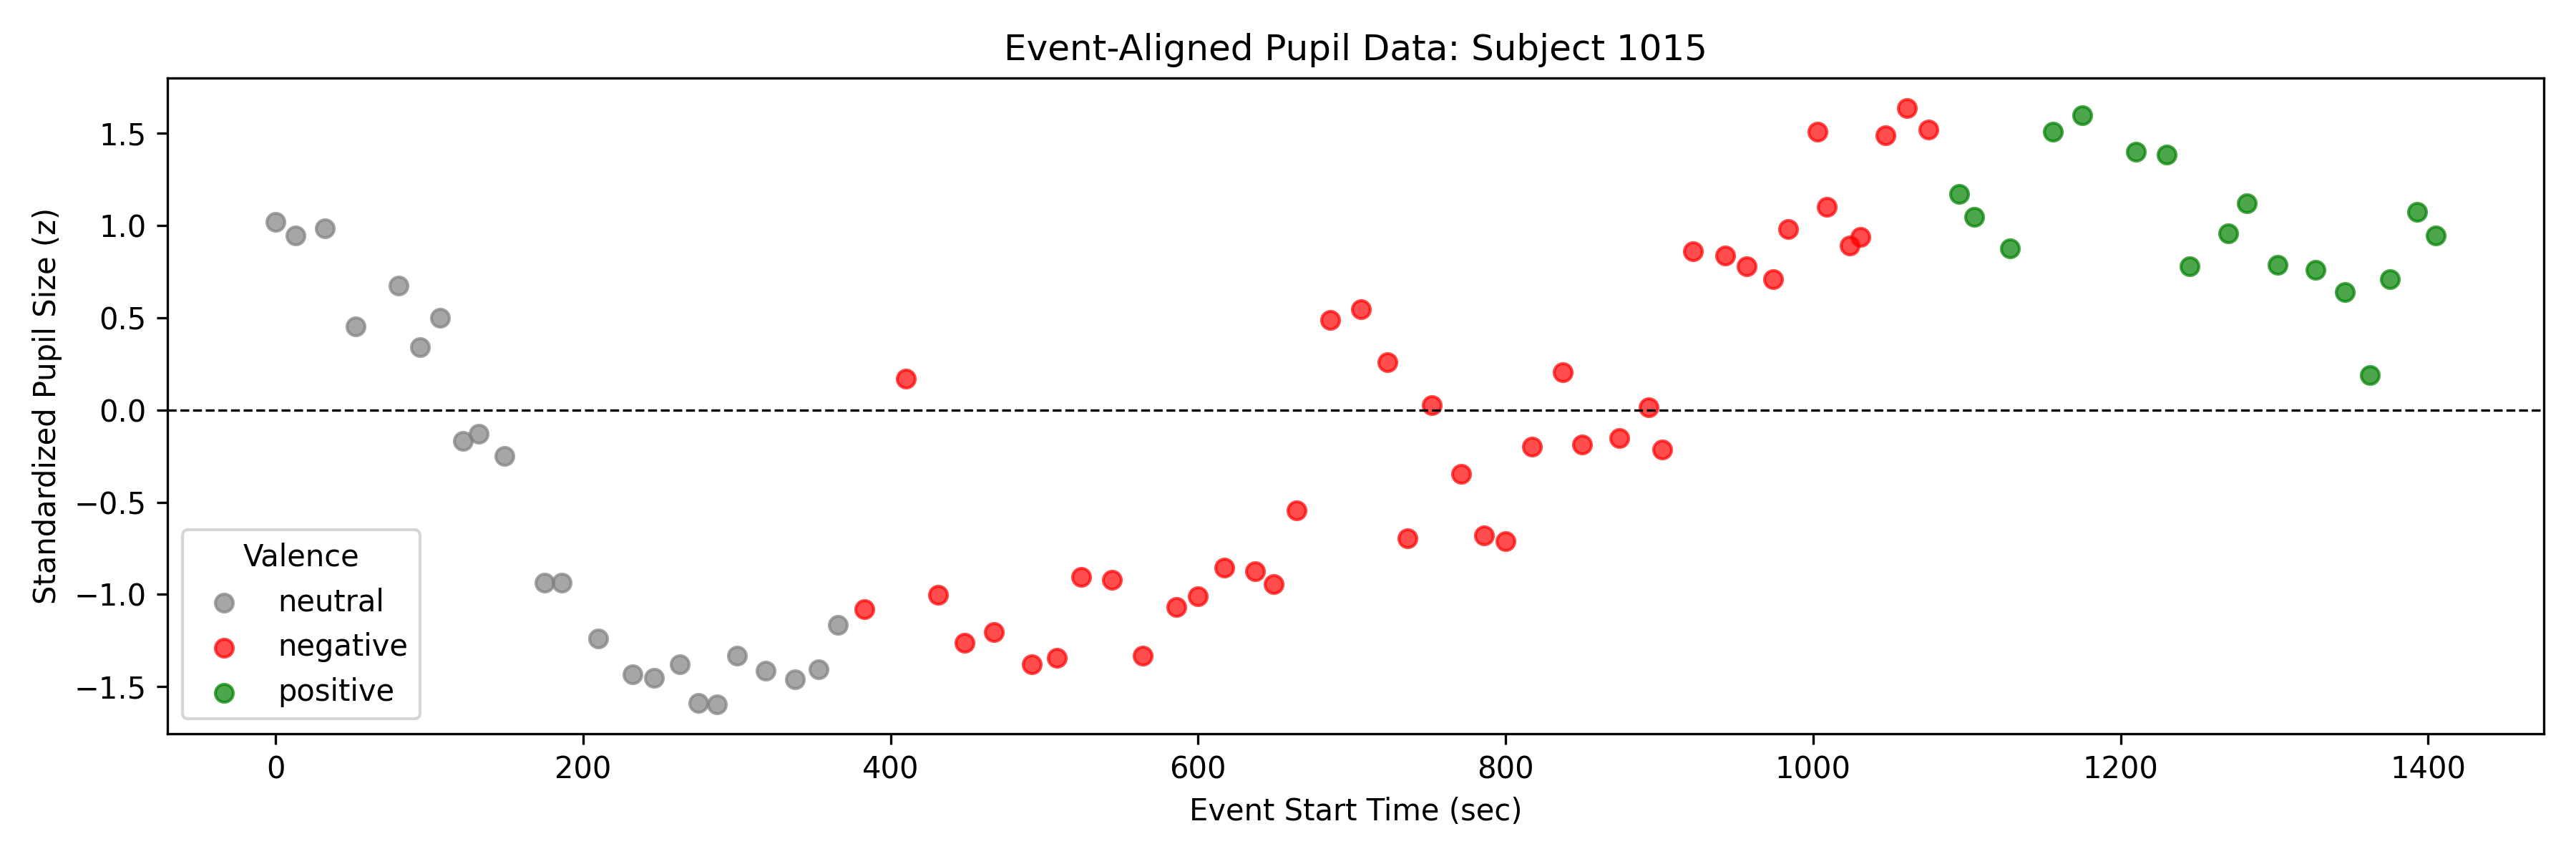 Event-Aligned Pupil Data: Subject 1015
Standardized Pupil Size (z)
1.5
1.0
0.5
0.0
−0.5
−1.0
−1.5
Valence
neutral
negative
positive
0 200 400 600 800 1000 1200 1400
Event Start Time (sec)